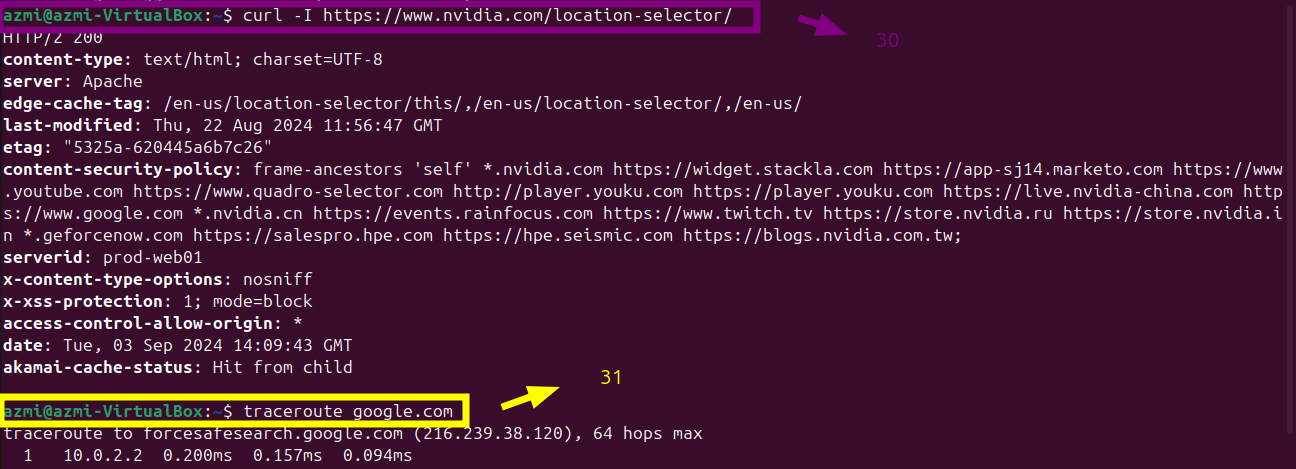 azmi@azmi-VirtualBox:~$ curl -I https://www.nvidia.com/location-selector/
30
HTTP/2 200
content-type: text/html; charset=UTF-8
server: Apache
edge-cache-tag: /en-us/location-selector/this/,/en-us/location-selector/,/en-us/
last-modified: Thu, 22 Aug 2024 11:56:47 GMT
etag: "5325a-620445a6b7c26"
content-security-policy: frame-ancestors 'self' *.nvidia.com https://widget.stackla.com https://app-sj14.marketo.com https://www
.youtube.com https://www.quadro-selector.com http://player.youku.com https://player.youku.com https://live.nvidia-china.com http
s://www.google.com *.nvidia.cn https://events.rainfocus.com https://www.twitch.tv https://store.nvidia.ru https://store.nvidia.i
n *.geforcenow.com https://salespro.hpe.com https://hpe.seismic.com https://blogs.nvidia.com.tw;
serverid: prod-web01
x-content-type-options: nosniff
x-xss-protection: 1; mode=block
access-control-allow-origin: *
date: Tue, 03 Sep 2024 14:09:43 GMT
akamai-cache-status: Hit from child
31
azmi@azmi-VirtualBox:~$ traceroute google.com
traceroute to forcesafesearch.google.com (216.239.38.120), 64 hops max
1 10.0.2.2 0.200ms 0.157ms 0.094ms